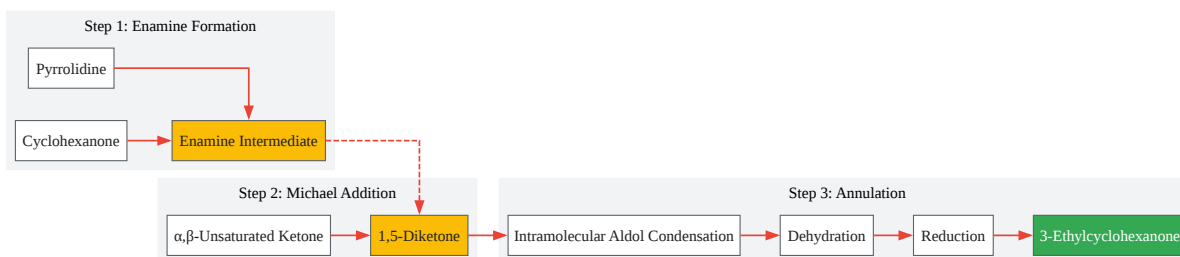 Step 1: Enamine Formation
Pyrrolidine
Cyclohexanone
Enamine Intermediate
Step 2: Michael Addition
α,β-Unsaturated Ketone
1,5-Diketone
Step 3: Annulation
Intramolecular Aldol Condensation
Dehydration
Reduction
3-Ethylcyclohexanone